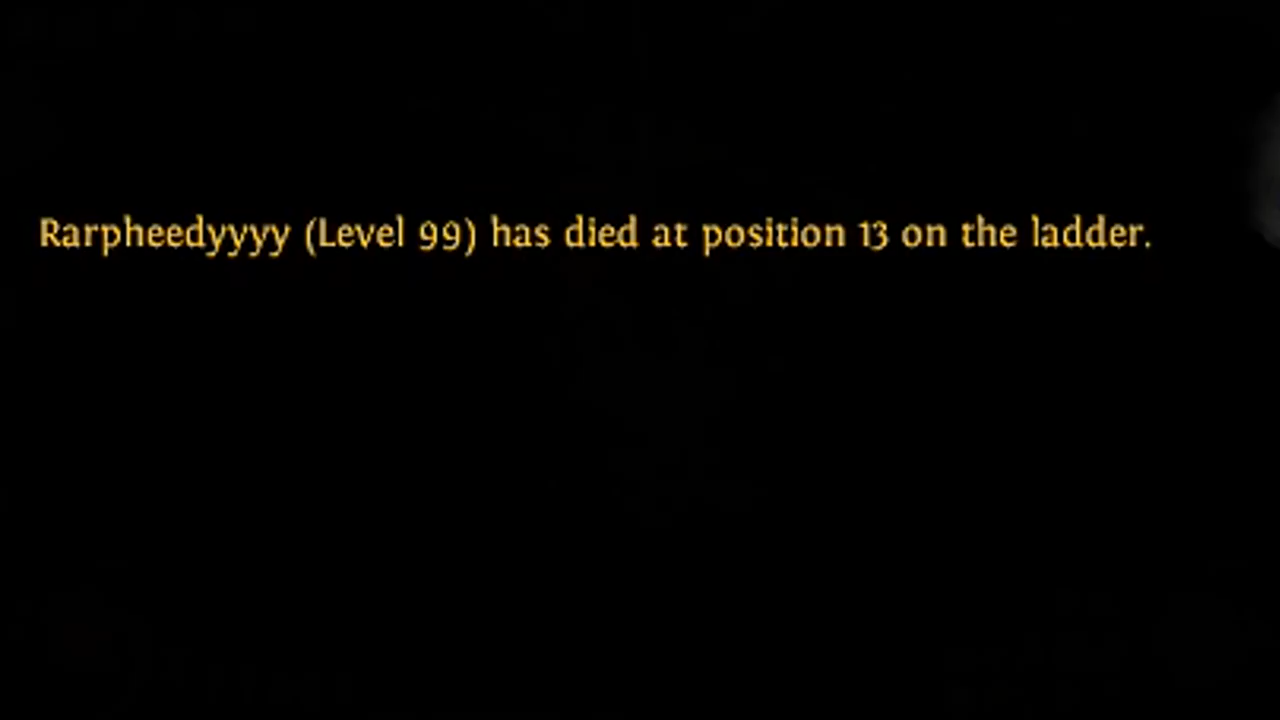 Rarpheedyyyy (Level 99) has died at position 13 on the ladder.